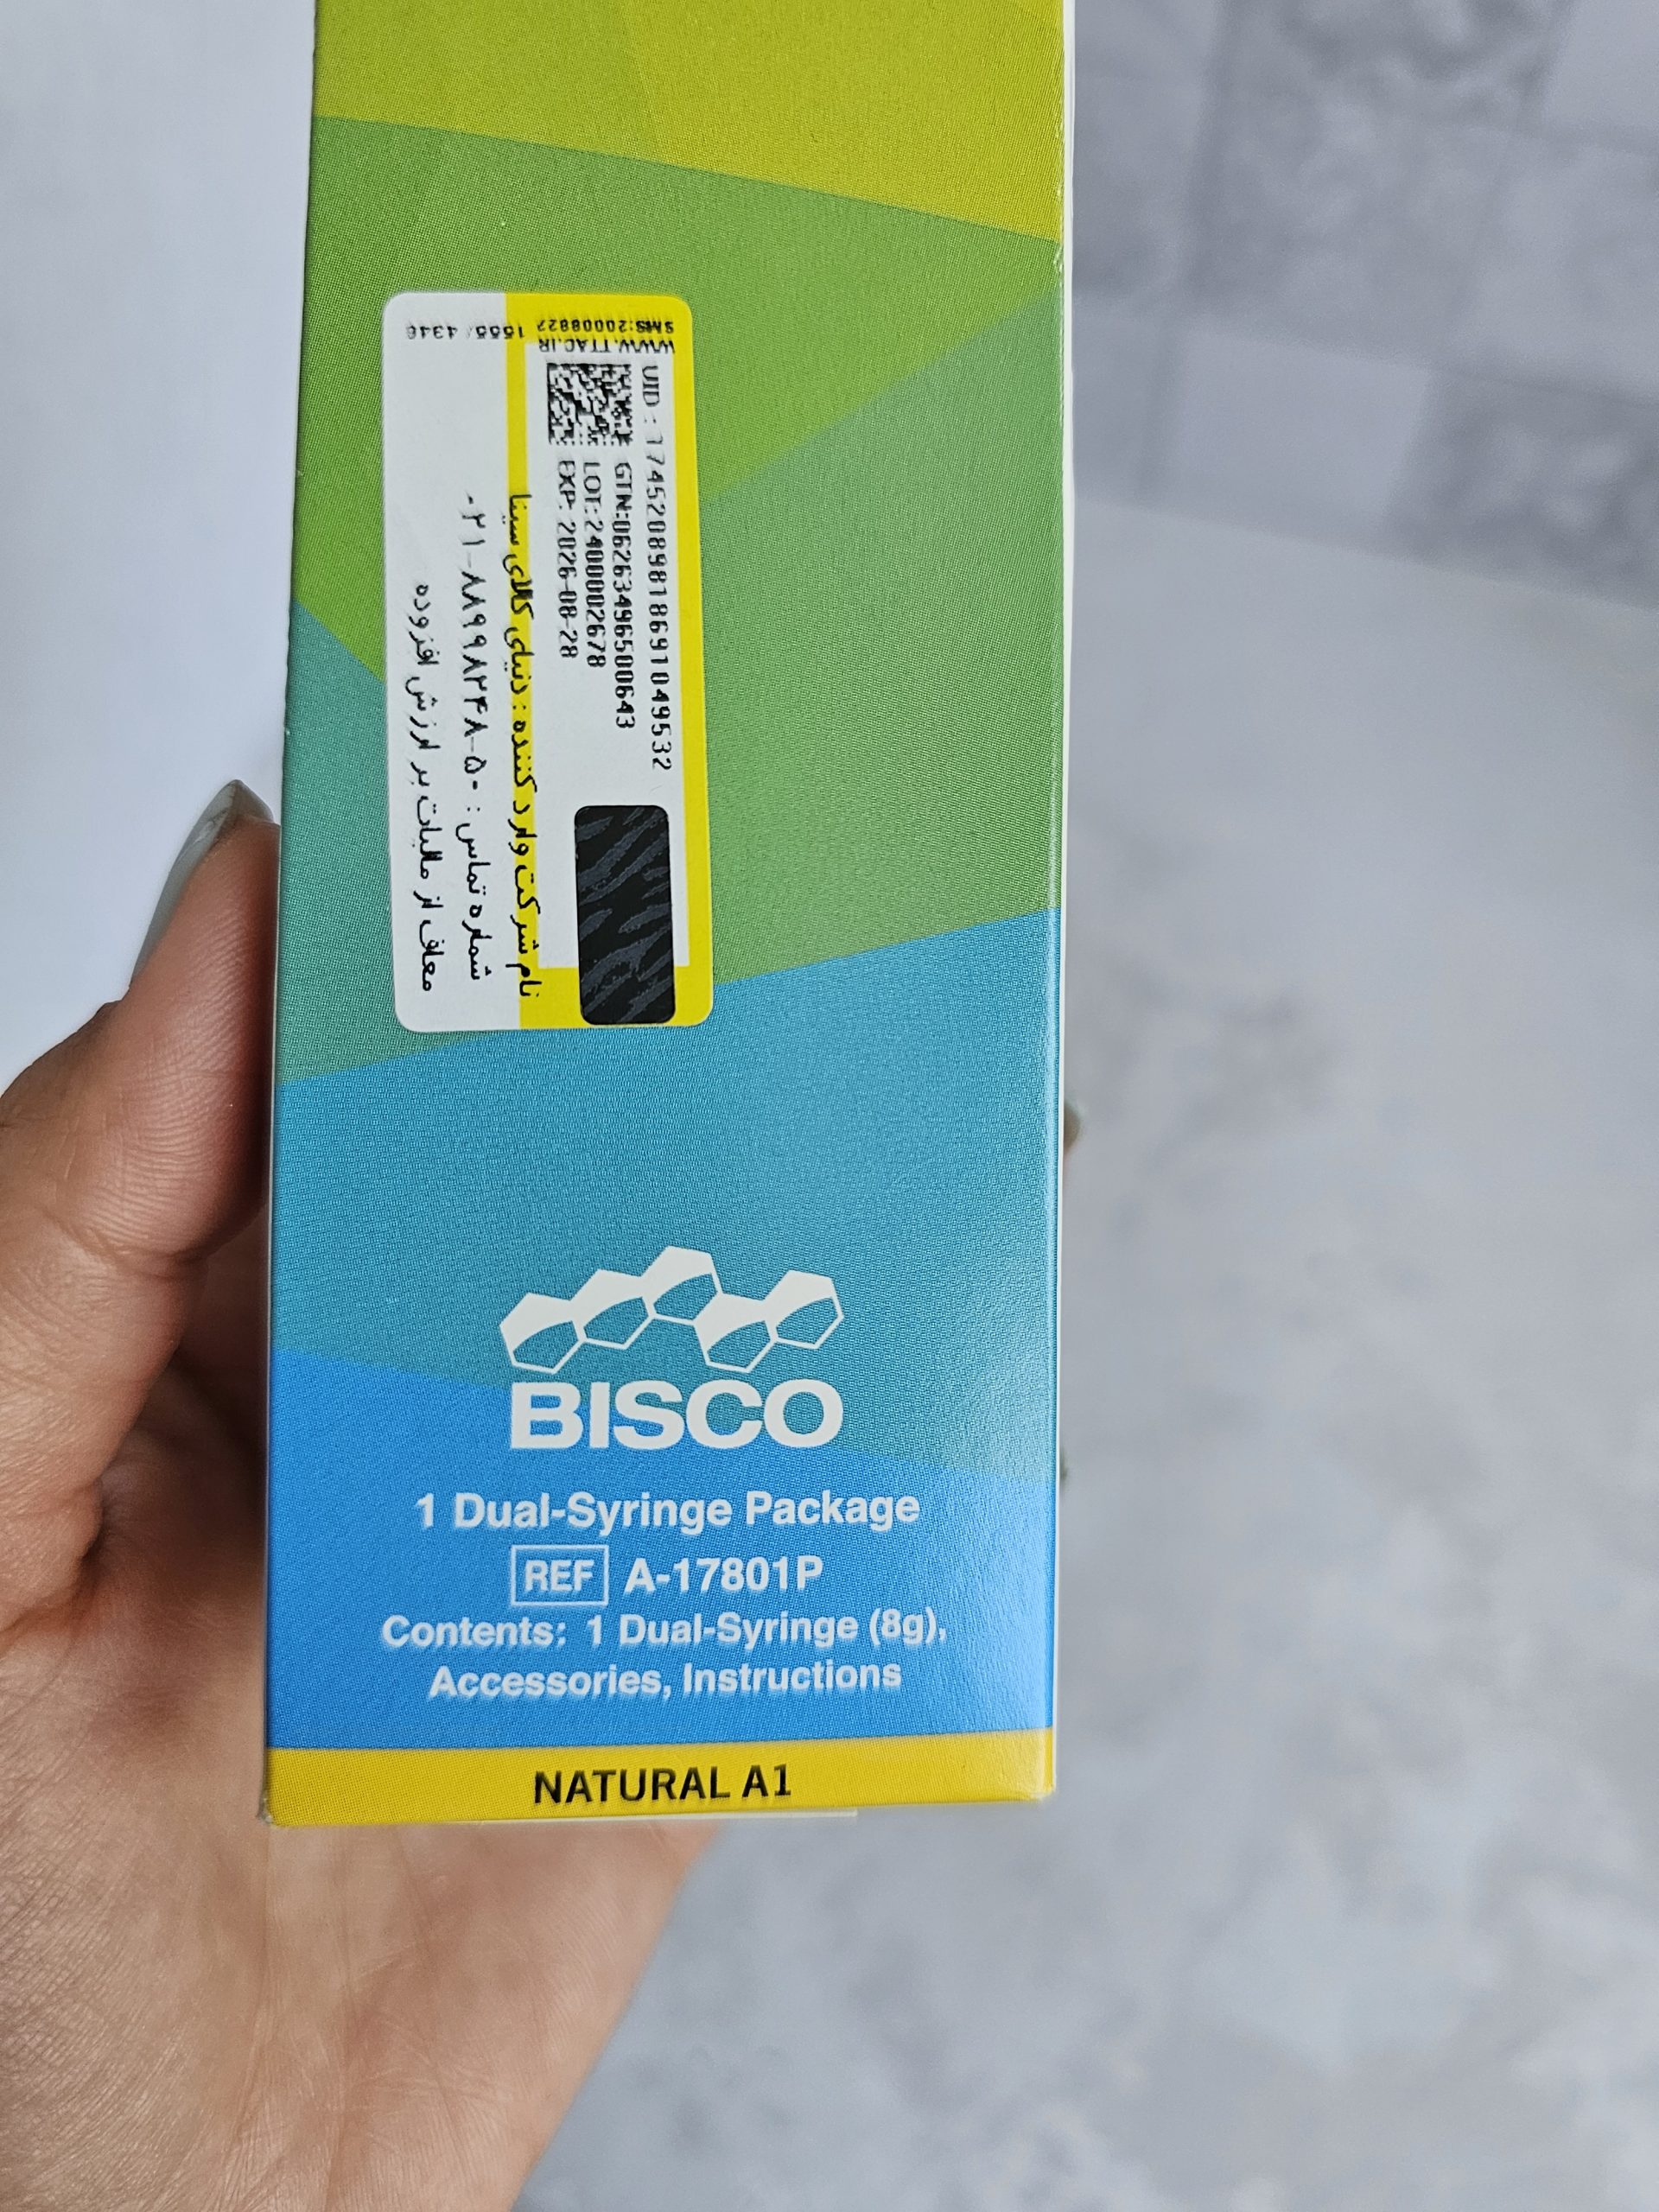 SMS:20008822 1555/4346
WWW.TTAC.IR
UID : 17452089818691049532
GTN:06263496500643
LOT: 2400002678
EXP: 2026-08-28
نام شرکت وارد کننده : دنیای کالای سینا
شماره تماس : ۰۲۱-۸۸۹۹۸۲۴۸-۵۰
معاف از مالیات بر ارزش افزوده
BISCO
1 Dual-Syringe Package
REF A-17801P
Contents: 1 Dual-Syringe (8g),
Accessories, Instructions
NATURAL A1